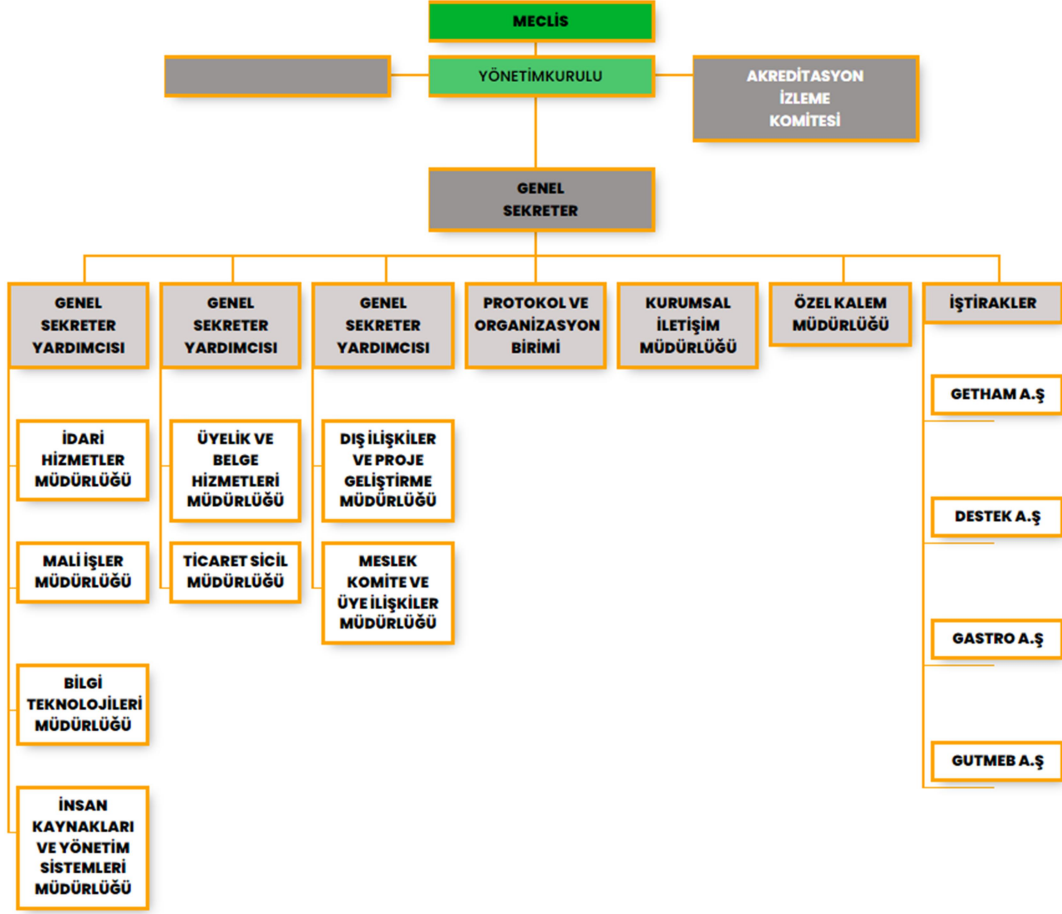 MECLİS
YÖNETİMKURULU
AKREDİTASYON
İZLEME
KOMİTESİ
GENEL
SEKRETER
GENEL
SEKRETER
YARDIMCISI
GENEL
SEKRETER
YARDIMCISI
GENEL
SEKRETER
YARDIMCISI
PROTOKOL VE
ORGANİZASYON
BİRİMİ
KURUMSAL
İLETİŞİM
MÜDÜRLÜĞÜ
ÖZEL KALEM
MÜDÜRLÜĞÜ
İŞTİRAKLER
İDARİ
HİZMETLER
MÜDÜRLÜĞÜ
MALİ İŞLER
MÜDÜRLÜĞÜ
BİLGİ
TEKNOLOJİLERİ
MÜDÜRLÜĞÜ
İNSAN
KAYNAKLARI
VE YÖNETİM
SİSTEMLERİ
MÜDÜRLÜĞÜ
ÜYELİK VE
BELGE
HİZMETLERİ
MÜDÜRLÜĞÜ
TİCARET SİCİL
MÜDÜRLÜĞÜ
DIŞ İLİŞKİLER
VE PROJE
GELİŞTİRME
MÜDÜRLÜĞÜ
MESLEK
KOMİTE VE
ÜYE İLİŞKİLER
MÜDÜRLÜĞÜ
GETHAM A.Ş
DESTEK A.Ş
GASTRO A.Ş
GUTMEB A.Ş